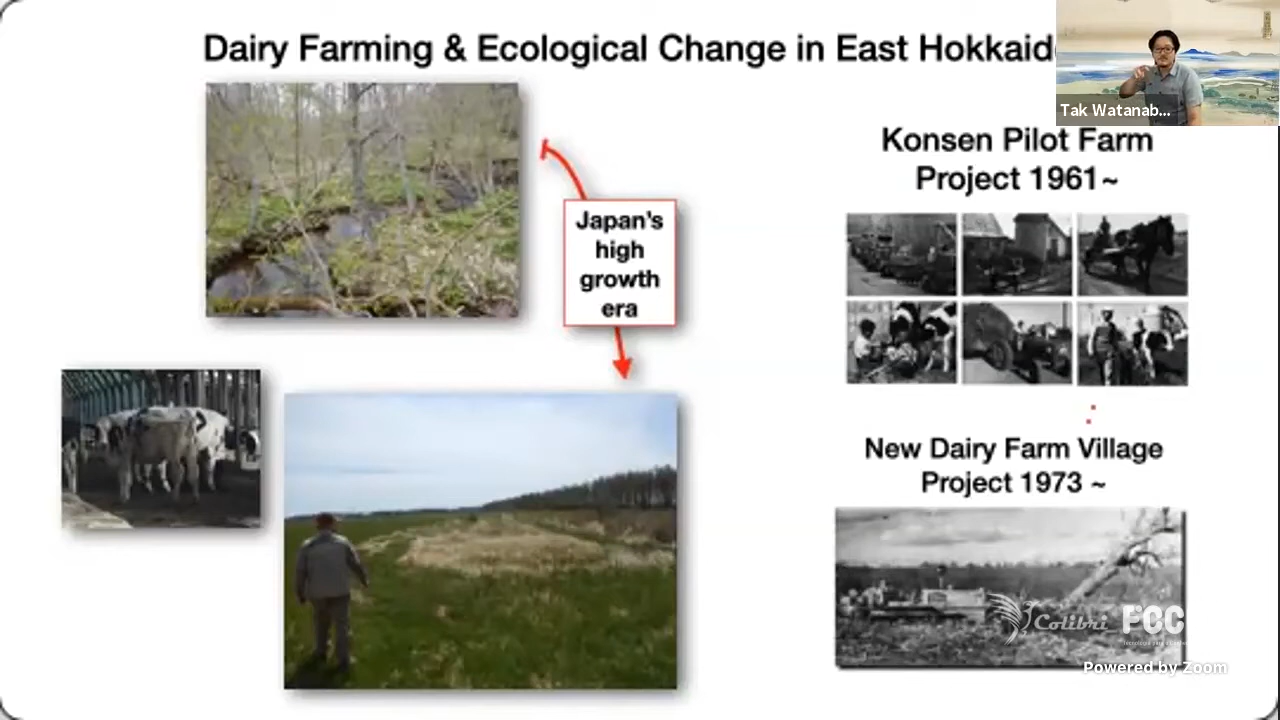 Dairy Farming & Ecological Change in East Hokkaid
Tak Watanab...
Konsen Pilot Farm
Project 1961~
Japan's
high
growth
era
New Dairy Farm Village
Project 1973 ~
Colibri
FCC
Powered by Zoom